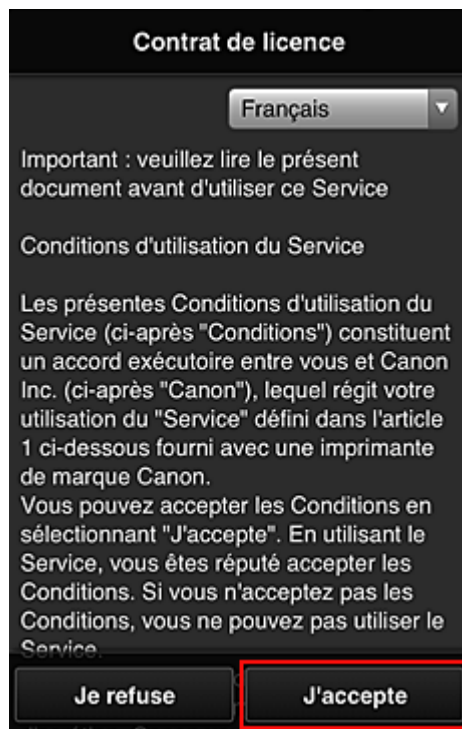 Contrat de licence
Français
Important : veuillez lire le présent
document avant d'utiliser ce Service
Conditions d'utilisation du Service
Les présentes Conditions d'utilisation du
Service (ci-après "Conditions") constituent
un accord exécutoire entre vous et Canon
Inc. (ci-après "Canon"), lequel régit votre
utilisation du "Service" défini dans l'article
1 ci-dessous fourni avec une imprimante
de marque Canon.
Vous pouvez accepter les Conditions en
sélectionnant "J'accepte". En utilisant le
Service, vous êtes réputé accepter les
Conditions. Si vous n'acceptez pas les
Conditions, vous ne pouvez pas utiliser le
Service.
Je refuse
J'accepte